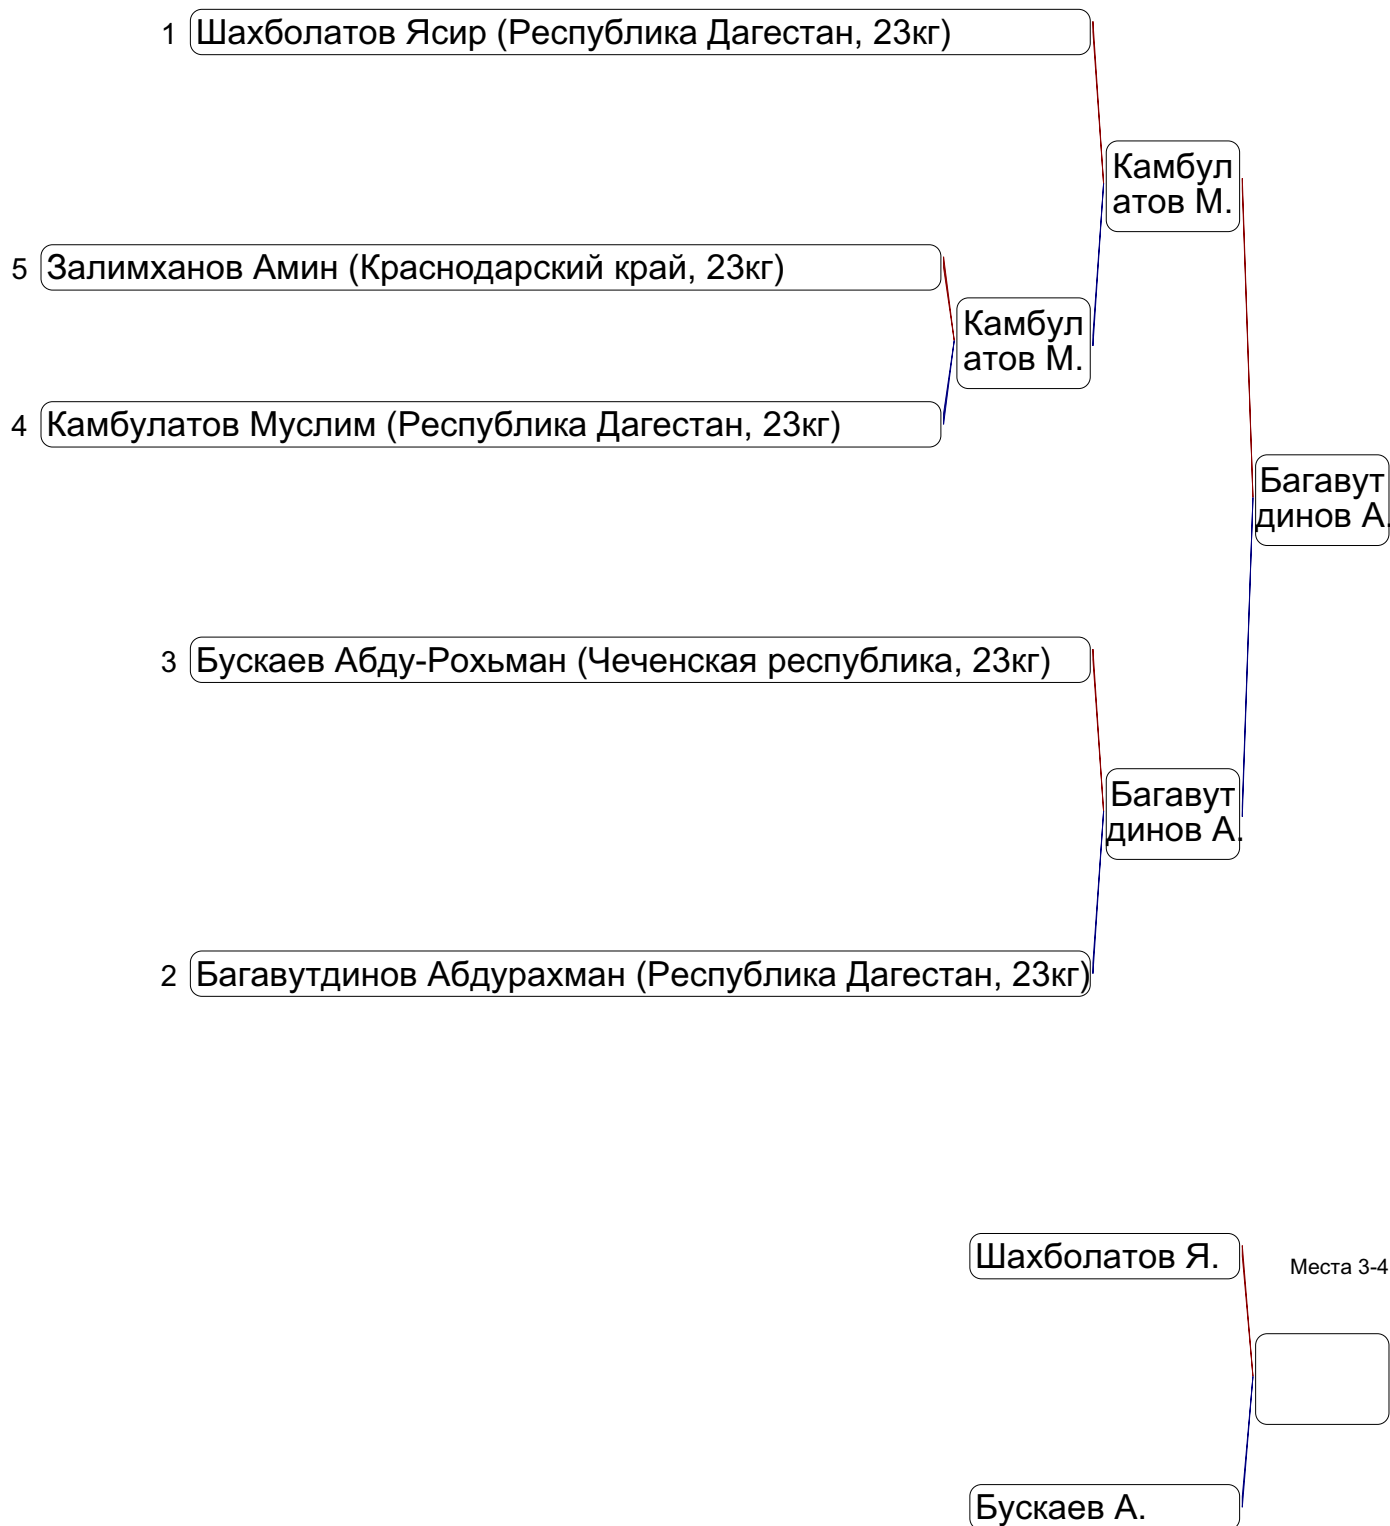 1 Шахболатов Ясир (Республика Дагестан, 23кг)
Камбул
атов М.
5 Залимханов Амин (Краснодарский край, 23кг)
Камбул
атов М.
4 Камбулатов Муслим (Республика Дагестан, 23кг)
Багавут
динов А.
3 Бускаев Абду-Рохьман (Чеченская республика, 23кг)
Багавут
динов А.
2 Багавутдинов Абдурахман (Республика Дагестан, 23кг)
Шахболатов Я.
Места 3-4
Бускаев А.